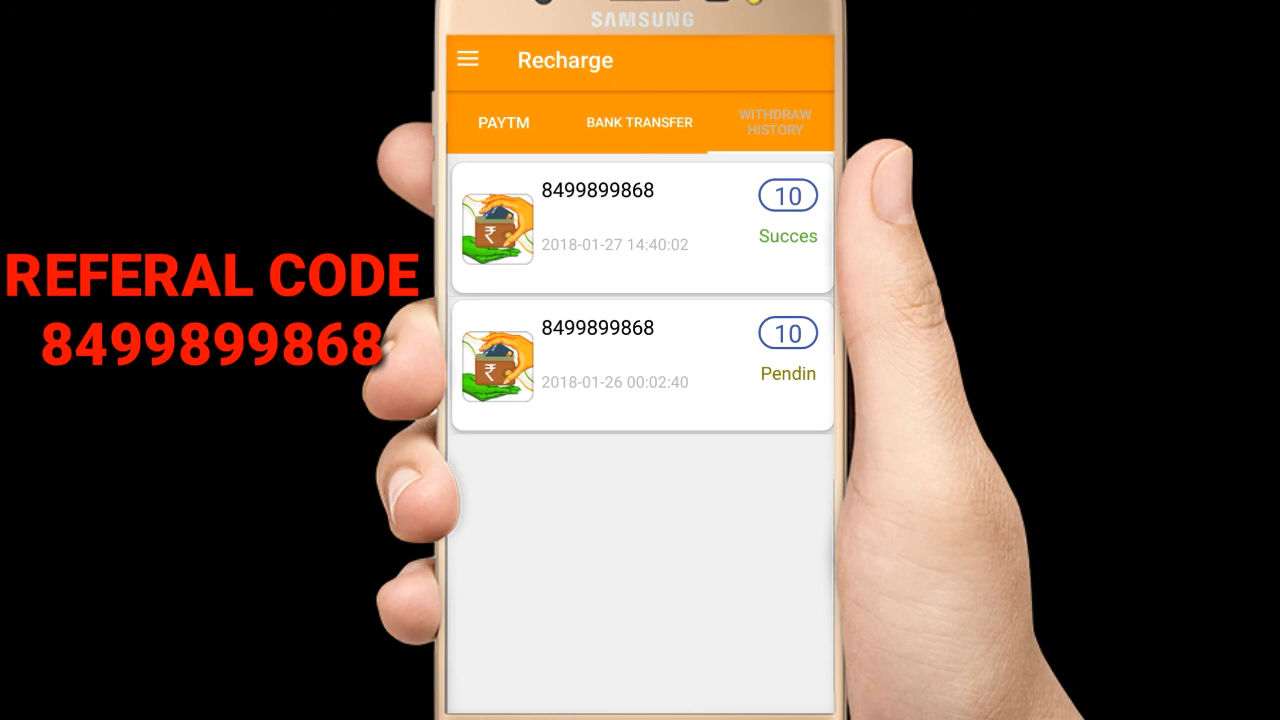 SAMSUNG
Recharge
PAYTM
BANK TRANSFER
WITHDRAW
HISTORY
8499899868
10
2018-01-27 14:40:02
Succes
REFERAL CODE
8499899868
8499899868
10
2018-01-26 00:02:40
Pendin
₹
₹